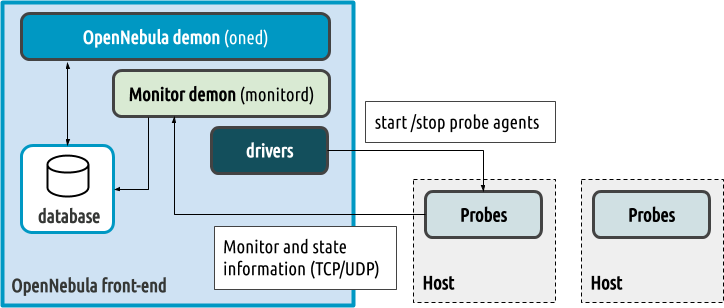 OpenNebula demon (oned)
Monitor demon (monitord)
start /stop probe agents
drivers
database
Probes
Probes
Monitor and state
information (TCP/UDP)
OpenNebula front-end
Host
Host